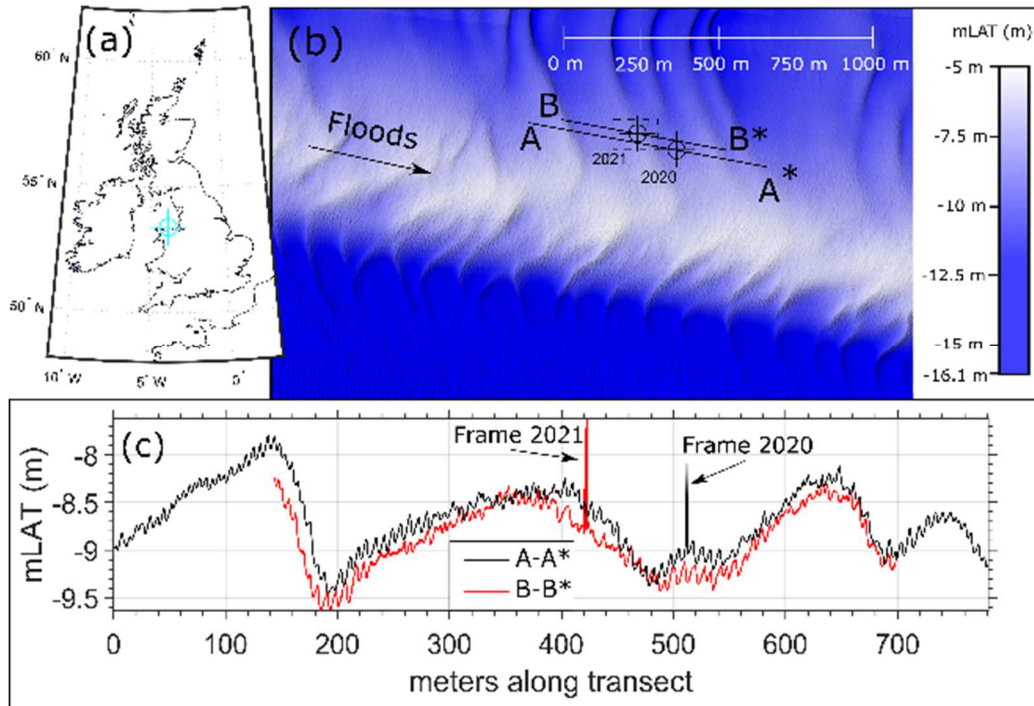 (a)
60° N
55° N
50° N
10° W
5° W
0°
(b)
0 m
250 m
500 m
750 m
1000 m
Floods
B
A
2021
2020
B*
A*
mLAT (m)
-5 m
-7.5 m
-10 m
-12.5 m
-15 m
-16.1 m
(c)
Frame 2021
Frame 2020
mLAT (m)
-8
-8.5
-9
-9.5
A-A*
B-B*
0 100 200 300 400 500 600 700
meters along transect